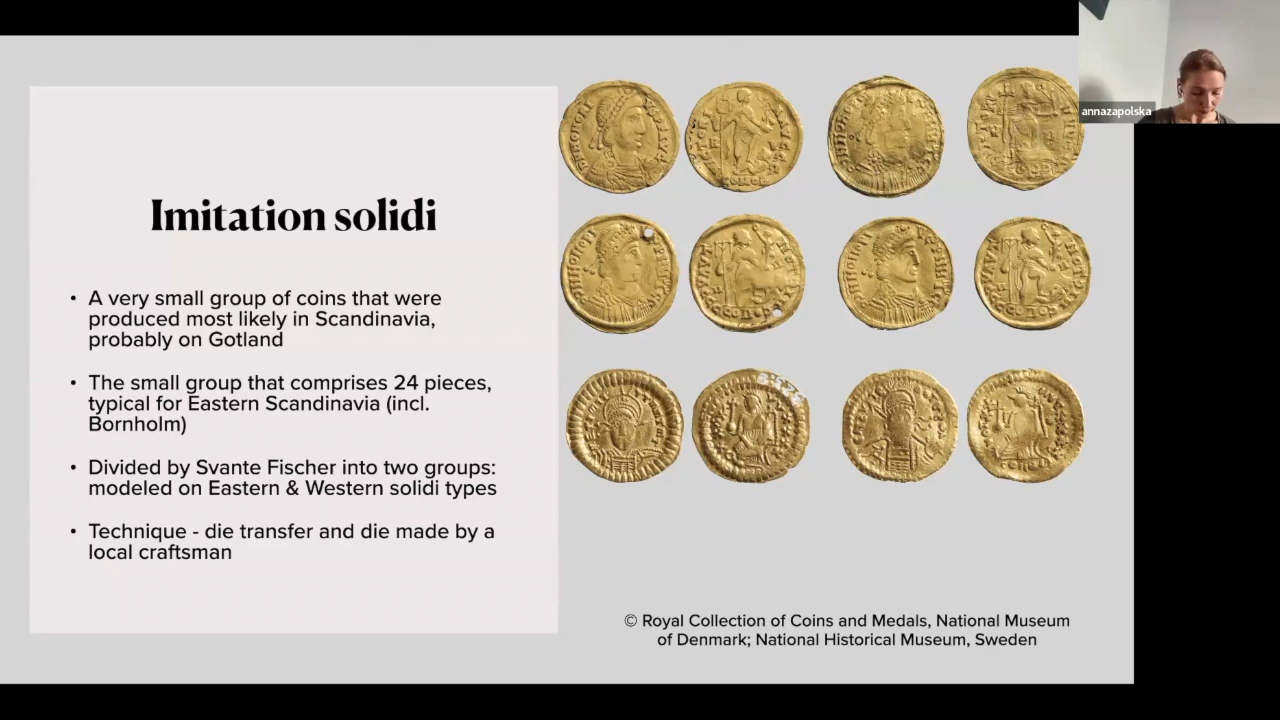 annazapolska
Imitation solidi
• A very small group of coins that were
produced most likely in Scandinavia,
probably on Gotland
• The small group that comprises 24 pieces,
typical for Eastern Scandinavia (incl.
Bornholm)
• Divided by Svante Fischer into two groups:
modeled on Eastern & Western solidi types
• Technique - die transfer and die made by a
local craftsman
© Royal Collection of Coins and Medals, National Museum
of Denmark; National Historical Museum, Sweden